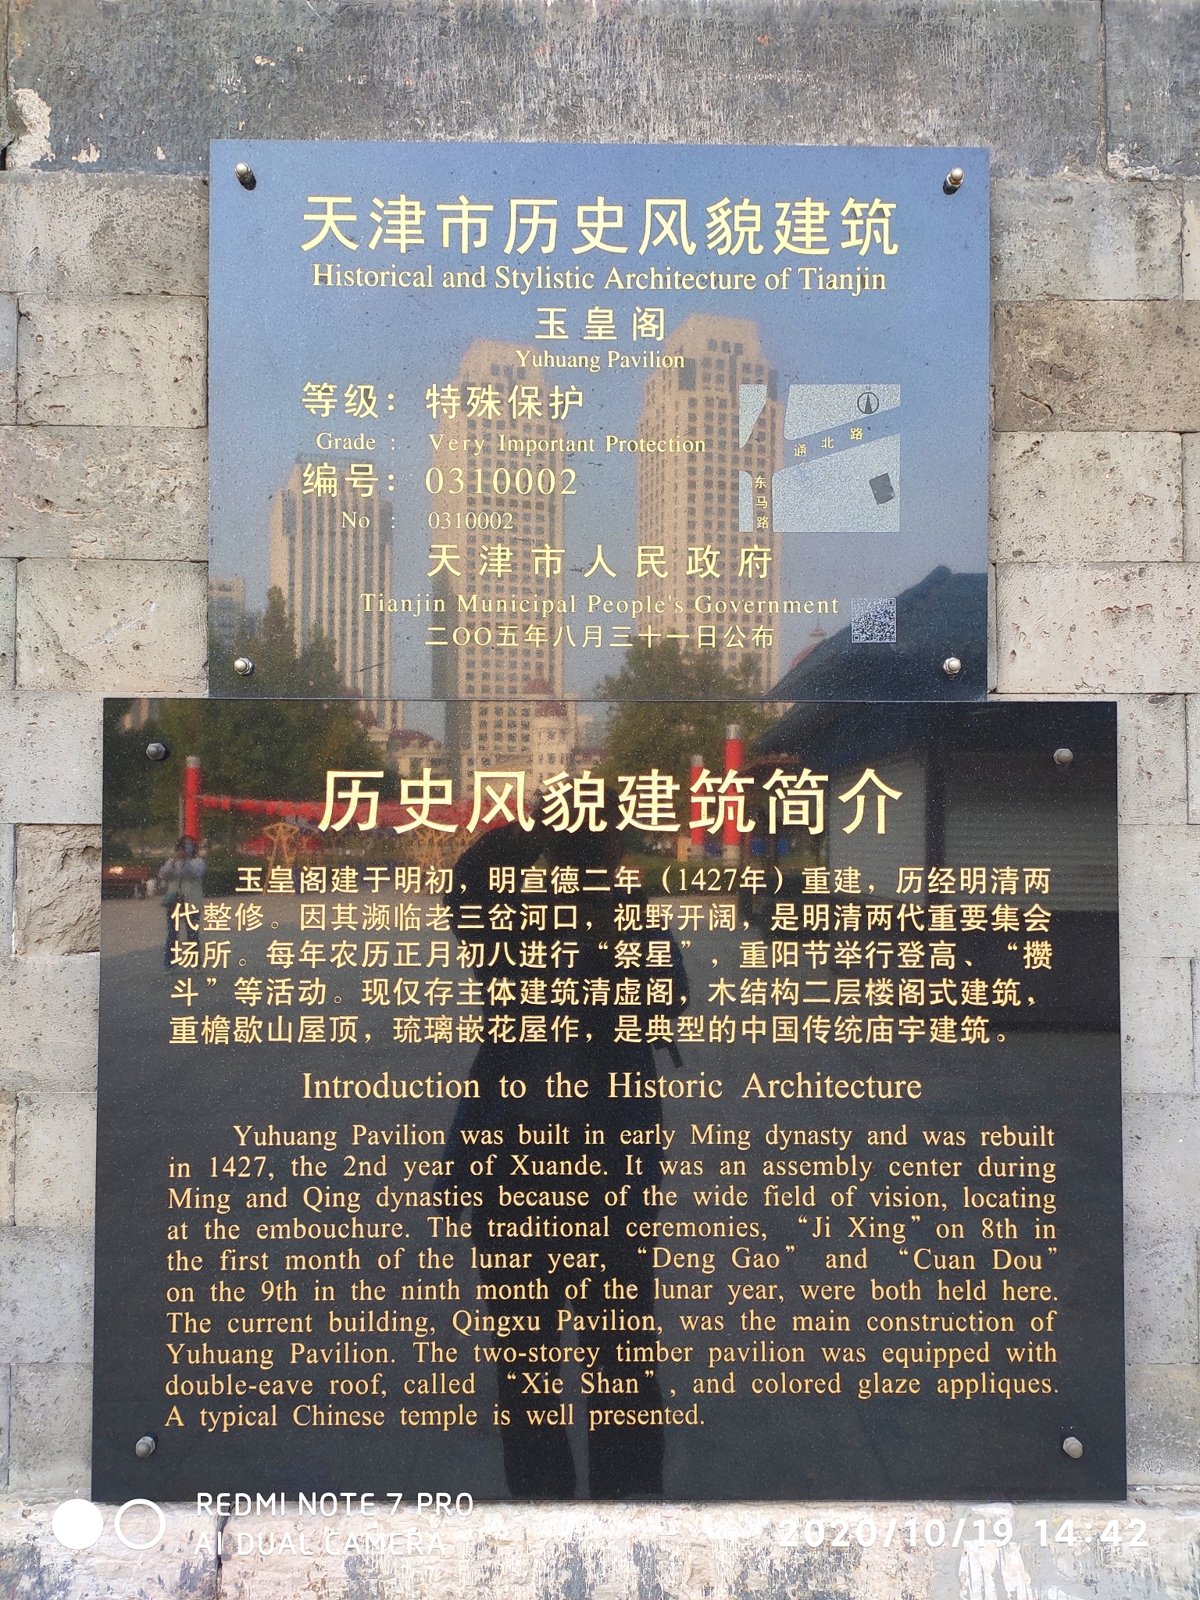 天津市历史风貌建筑
Historical and Stylistic Architecture of Tianjin
玉皇阁
Yuhuang Pavilion
等级：特殊保护
Grade : Very Important Protection
编号：0310002
No : 0310002
通北路
东马路
天津市人民政府
Tianjin Municipal People's Government
二〇〇五年八月三十一日公布
历史风貌建筑简介
玉皇阁建于明初，明宣德二年（1427年）重建，历经明清两
代整修。因其濒临老三岔河口，视野开阔，是明清两代重要集会
场所。每年农历正月初八进行“祭星”，重阳节举行登高、“攒
斗”等活动。现仅存主体建筑清虚阁，木结构二层楼阁式建筑，
重檐歇山屋顶，琉璃嵌花屋作，是典型的中国传统庙宇建筑。
Introduction to the Historic Architecture
Yuhuang Pavilion was built in early Ming dynasty and was rebuilt
in 1427, the 2nd year of Xuande. It was an assembly center during
Ming and Qing dynasties because of the wide field of vision, locating
at the embouchure. The traditional ceremonies, “Ji Xing” on 8th in
the first month of the lunar year, “Deng Gao” and “Cuan Dou”
on the 9th in the ninth month of the lunar year, were both held here.
The current building, Qingxu Pavilion, was the main construction of
Yuhuang Pavilion. The two-storey timber pavilion was equipped with
double-eave roof, called “Xie Shan”, and colored glaze appliques.
A typical Chinese temple is well presented.
REDMI NOTE 7 PRO
AI DUAL CAMERA
2020/10/19 14:42